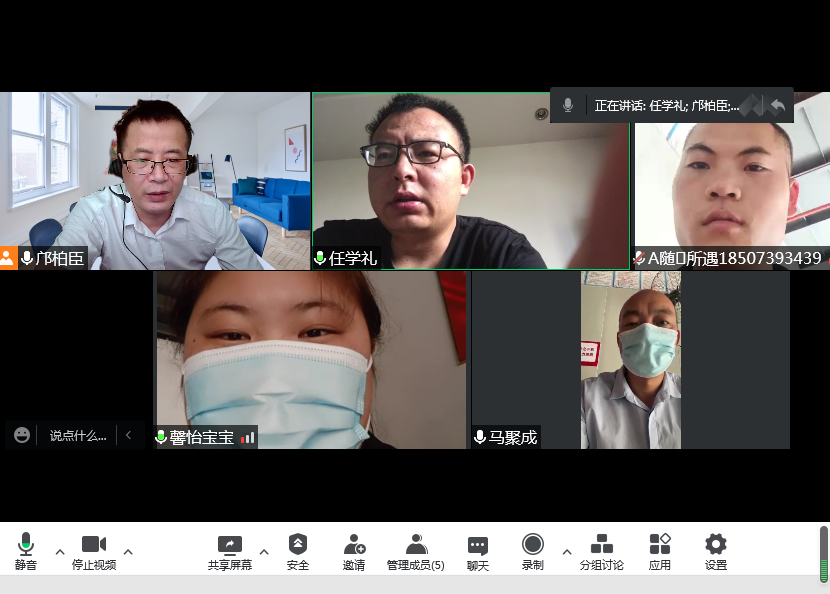 正在讲话: 任学礼; 邝柏臣;...
邝柏臣
任学礼
A随□所遇18507393439
说点什么...
馨怡宝宝
马聚成
静音
停止视频
共享屏幕
安全
邀请
管理成员(5)
聊天
录制
分组讨论
应用
设置